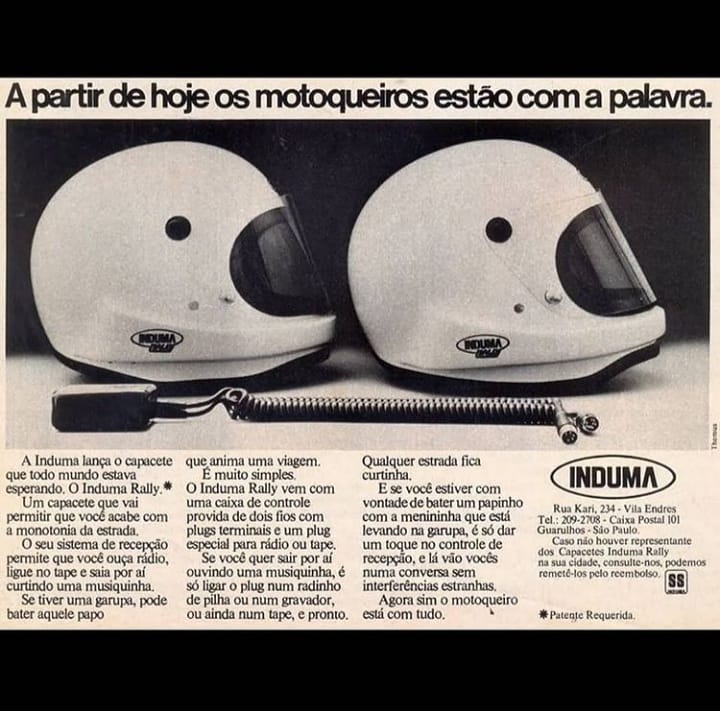 A partir de hoje os motoqueiros estão com a palavra.
INDUMA
RALLY
INDUMA
RALLY
Themus
A Induma lança o capacete
que todo mundo estava
esperando. O Induma Rally.*
Um capacete que vai
permitir que você acabe com
a monotonia da estrada.
O seu sistema de recepção
permite que você ouça rádio,
ligue no tape e saia por aí
curtindo uma musiquinha.
Se tiver uma garupa, pode
bater aquele papo
que anima uma viagem.
É muito simples.
O Induma Rally vem com
uma caixa de controle
provida de dois fios com
plugs terminais e um plug
especial para rádio ou tape.
Se você quer sair por aí
ouvindo uma musiquinha, é
só ligar o plug num radinho
de pilha ou num gravador,
ou ainda num tape, e pronto.
Qualquer estrada fica
curtinha.
E se você estiver com
vontade de bater um papinho
com a menininha que está
levando na garupa, é só dar
um toque no controle de
recepção, e lá vão vocês
numa conversa sem
interferências estranhas.
Agora sim o motoqueiro
está com tudo.
INDUMA
Rua Kari, 234 - Vila Endres
Tel.: 209-2708 - Caixa Postal 101
Guarulhos - São Paulo.
Caso não houver representante
dos Capacetes Induma Rally
na sua cidade, consulte-nos, podemos
remetê-los pelo reembolso.
SS
INDUMA
*Patente Requerida.